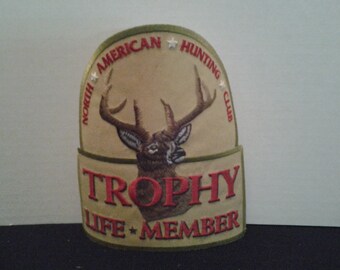 NORTH ★ AMERICAN ★ HUNTING ★ CLUB
TROPHY
LIFE ★ MEMBER